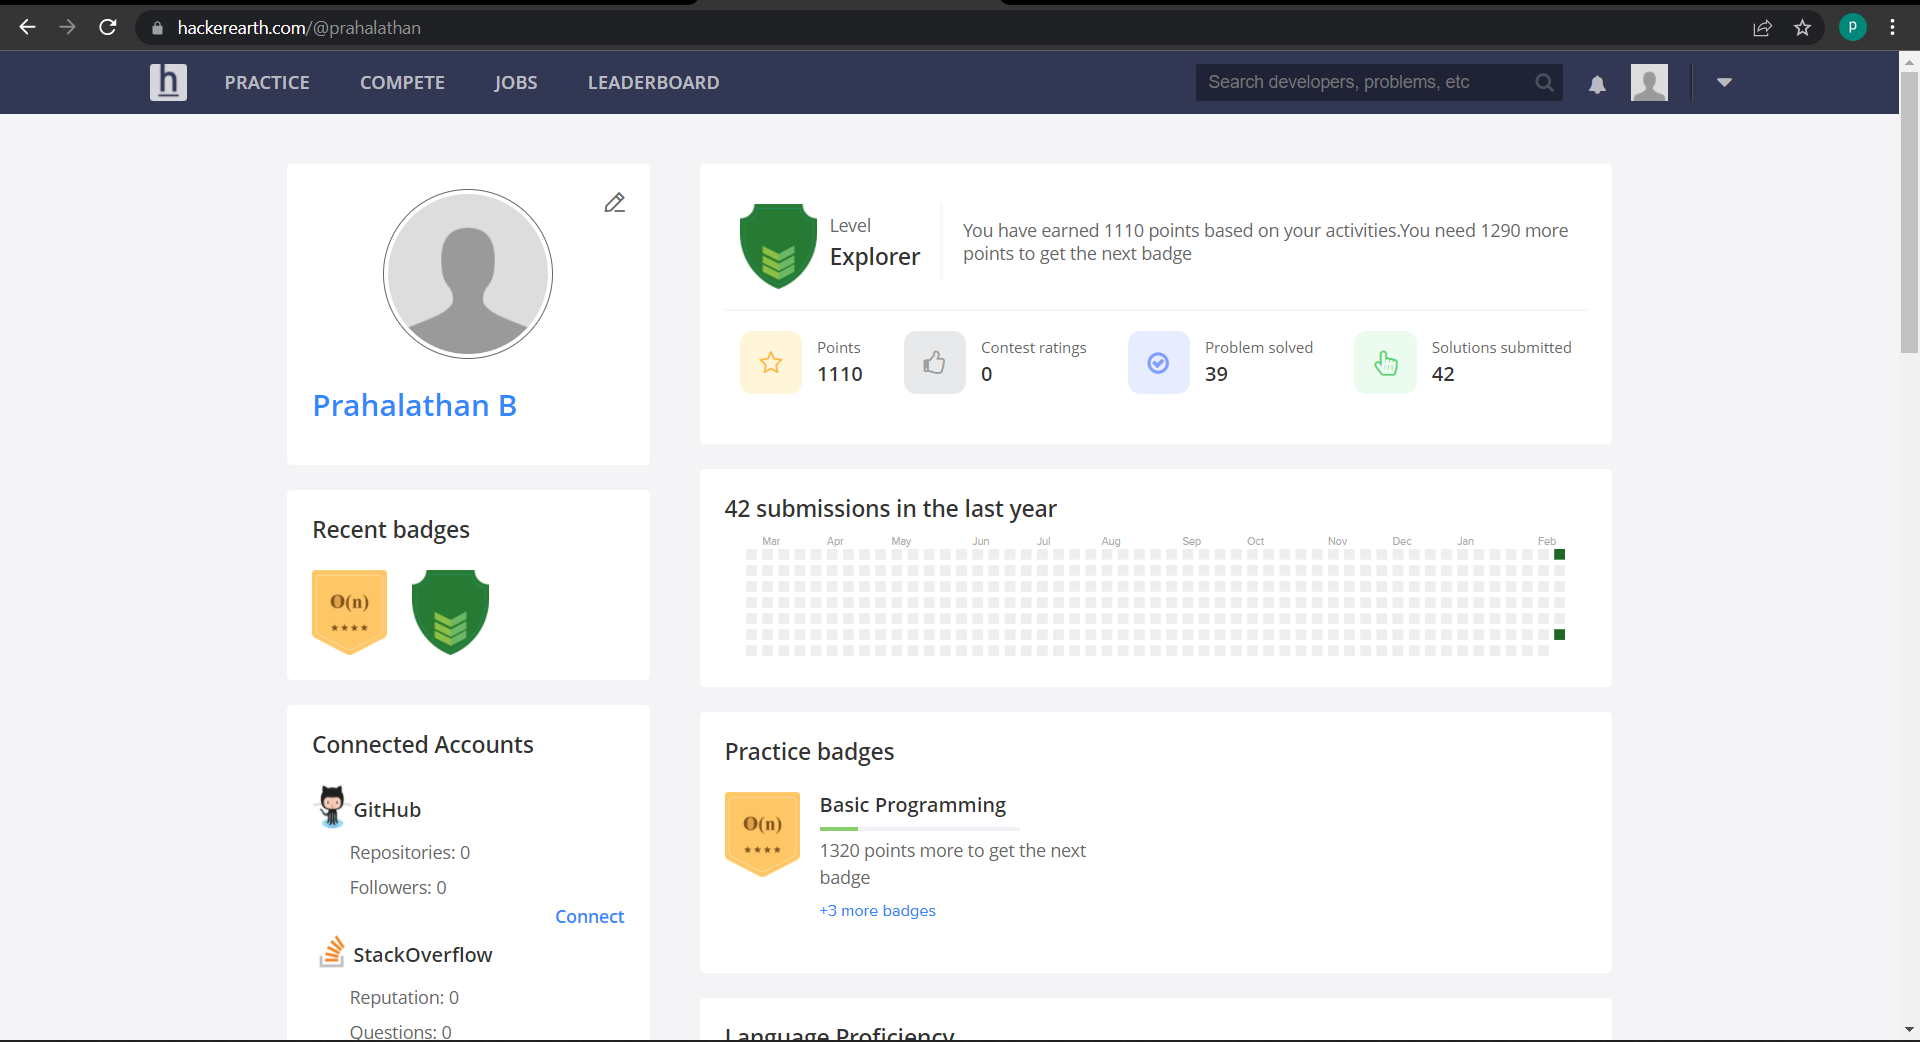 hackerearth.com/@prahalathan
p
h
PRACTICE
COMPETE
JOBS
LEADERBOARD
Search developers, problems, etc
Prahalathan B
Level
Explorer
You have earned 1110 points based on your activities.You need 1290 more
points to get the next badge
Points
1110
Contest ratings
0
Problem solved
39
Solutions submitted
42
Recent badges
O(n)
42 submissions in the last year
Mar Apr May Jun Jul Aug Sep Oct Nov Dec Jan Feb
Connected Accounts
GitHub
Repositories: 0
Followers: 0
Connect
StackOverflow
Reputation: 0
Questions: 0
Practice badges
O(n)
Basic Programming
1320 points more to get the next
badge
+3 more badges
Language Proficiency